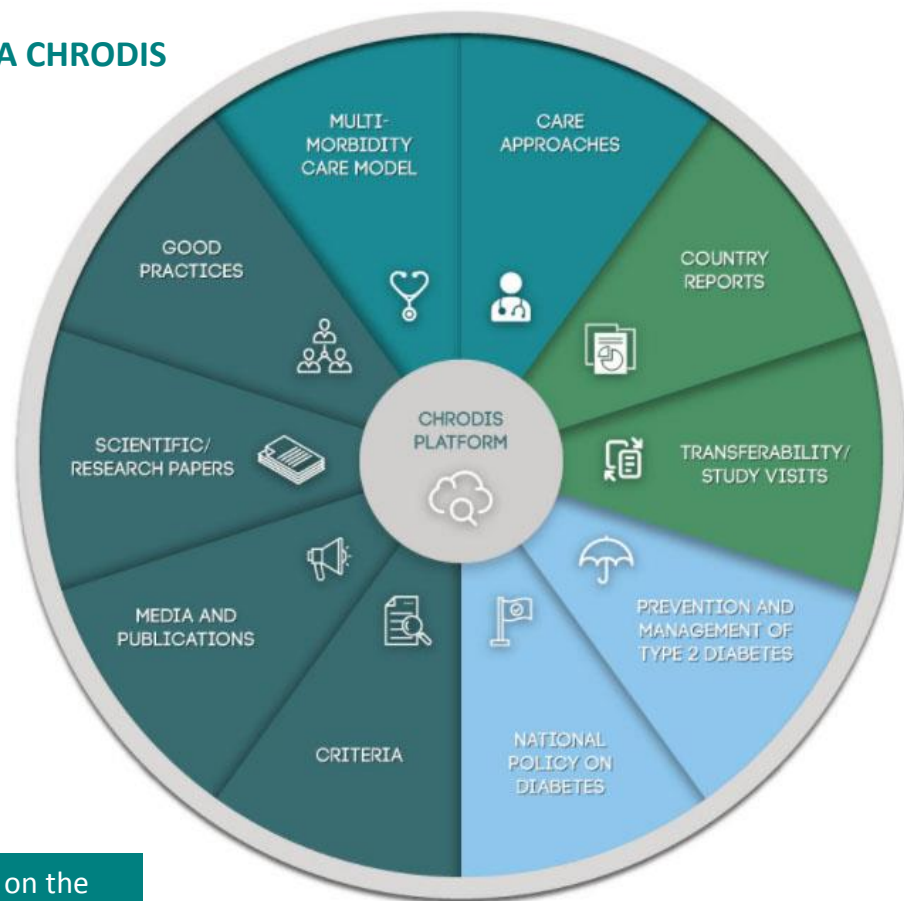 A CHRODIS
MULTI-
MORBIDITY
CARE MODEL
CARE
APPROACHES
GOOD
PRACTICES
COUNTRY
REPORTS
CHRODIS
PLATFORM
SCIENTIFIC/
RESEARCH PAPERS
TRANSFERABILITY/
STUDY VISITS
MEDIA AND
PUBLICATIONS
PREVENTION AND
MANAGEMENT OF
TYPE 2 DIABETES
CRITERIA
NATIONAL
POLICY ON
DIABETES
on the